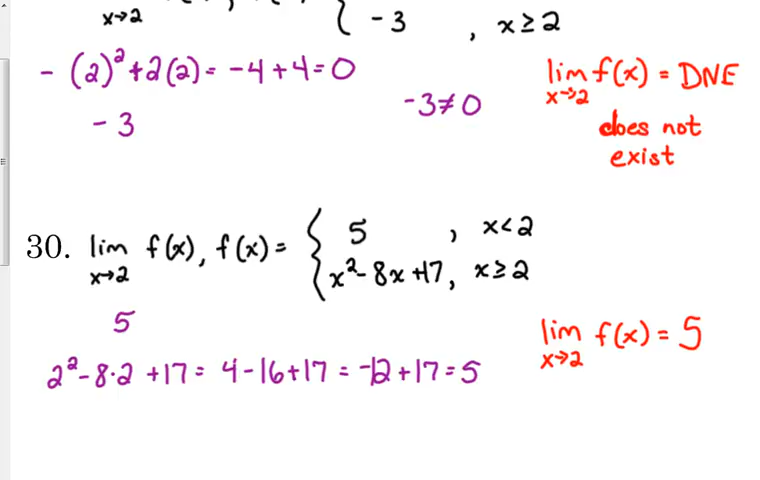 x→2
{ -3 , x ≥ 2
- (2)² + 2(2) = -4 + 4 = 0
- 3
-3 ≠ 0
lim f(x) = DNE
x→2
does not
exist
30. lim f(x), f(x) = { 5 , x < 2
x→2 { x² - 8x + 17, x ≥ 2
5
2² - 8·2 + 17 = 4 - 16 + 17 = -12 + 17 = 5
lim f(x) = 5
x→2